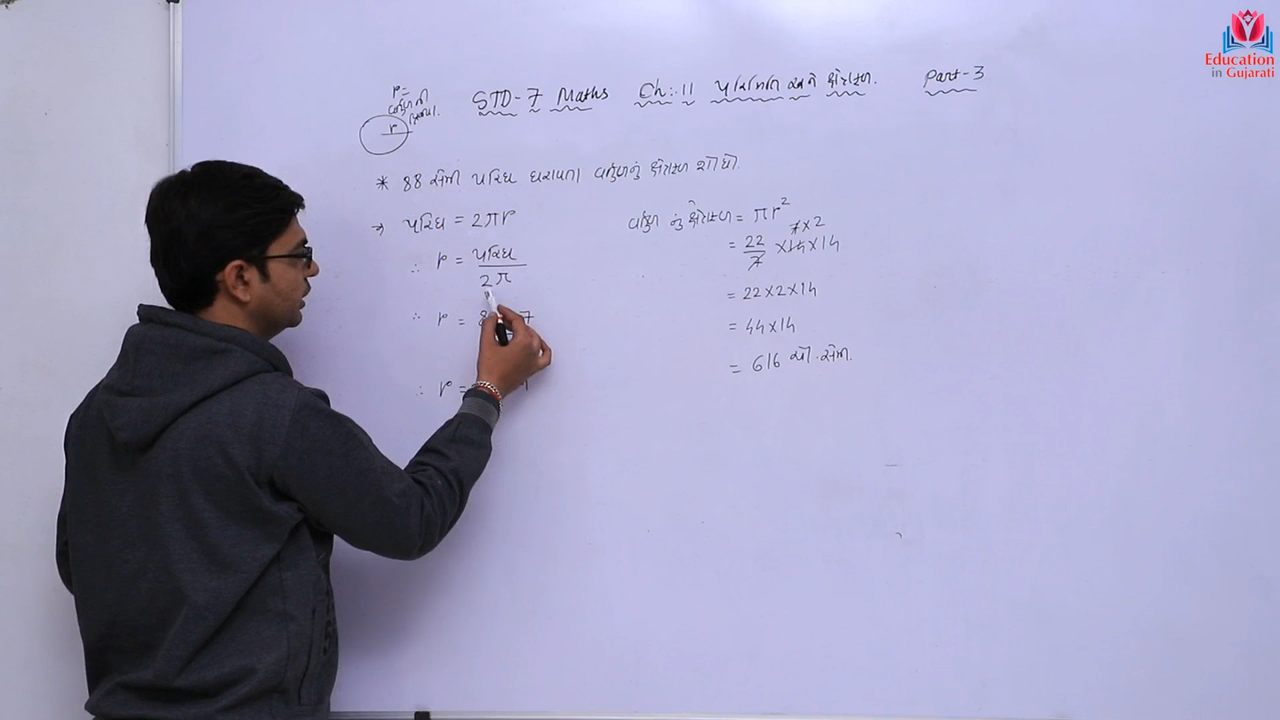 Education
in Gujarati
STD-7 Maths Ch:-11 પરિમિતિ અને ક્ષેત્રફળ. Part-3
r =
વર્તુળની
ત્રિજ્યા.
r
* 88 સેમી પરિઘ ધરાવતા વર્તુળનું ક્ષેત્રફળ શોધો.
→ પરિઘ = 2πr
∴ r = પરિઘ / 2π
∴ r = 7
∴ r =
વર્તુળનું ક્ષેત્રફળ = πr²
7×2
= 22/7 ×14×14
= 22×2×14
= 44×14
= 616 ચો.સેમી.